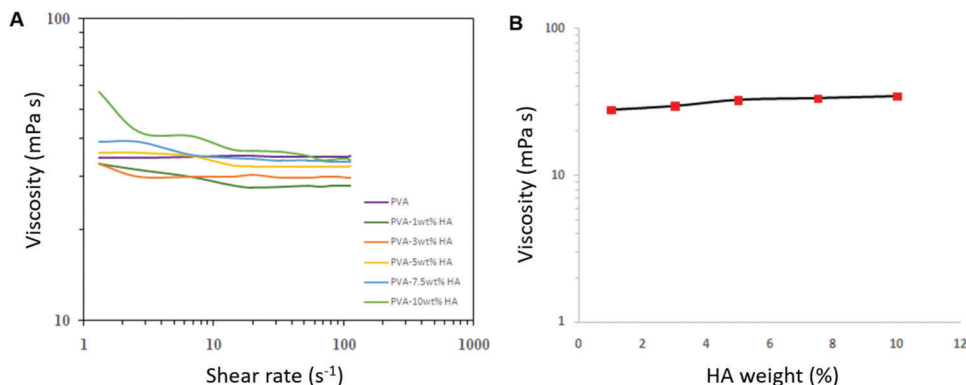 A
100
10
1
10
100
1000
Viscosity (mPa s)
Shear rate (s⁻¹)
PVA
PVA-1wt% HA
PVA-3wt% HA
PVA-5wt% HA
PVA-7.5wt% HA
PVA-10wt% HA
B
100
10
1
0
2
4
6
8
10
12
Viscosity (mPa s)
HA weight (%)